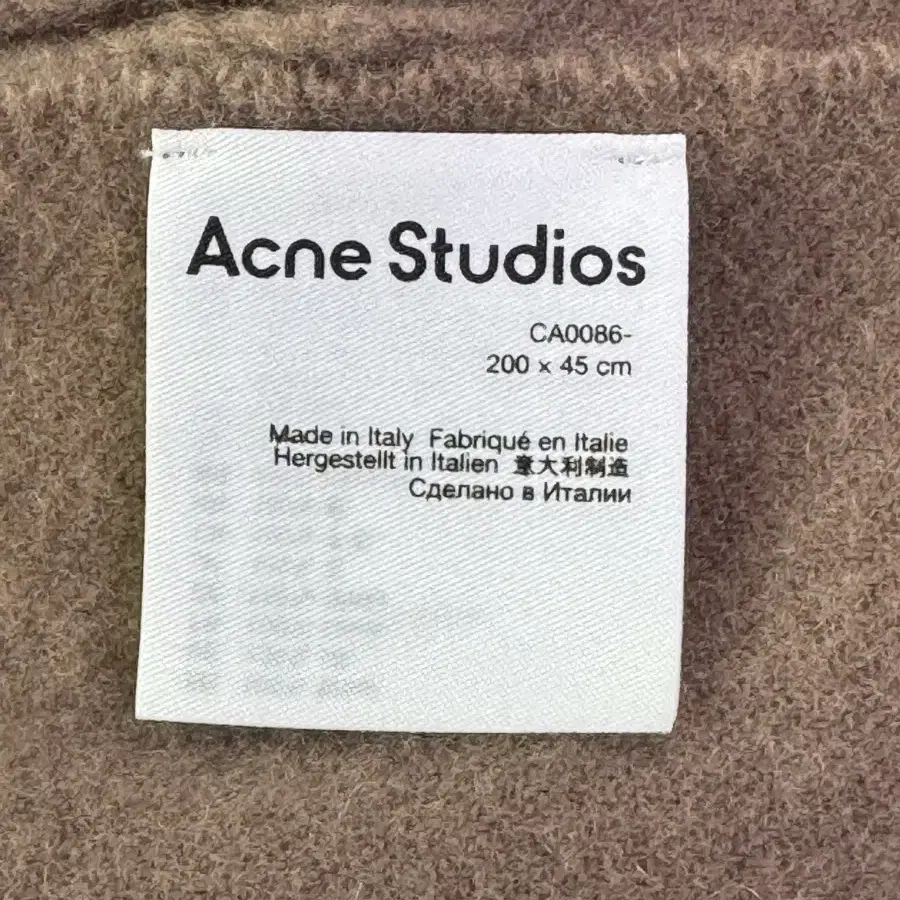 Acne Studios
CA0086-
200 x 45 cm
Made in Italy Fabriqué en Italie
Hergestellt in Italien 意大利制造
Сделано в Италии